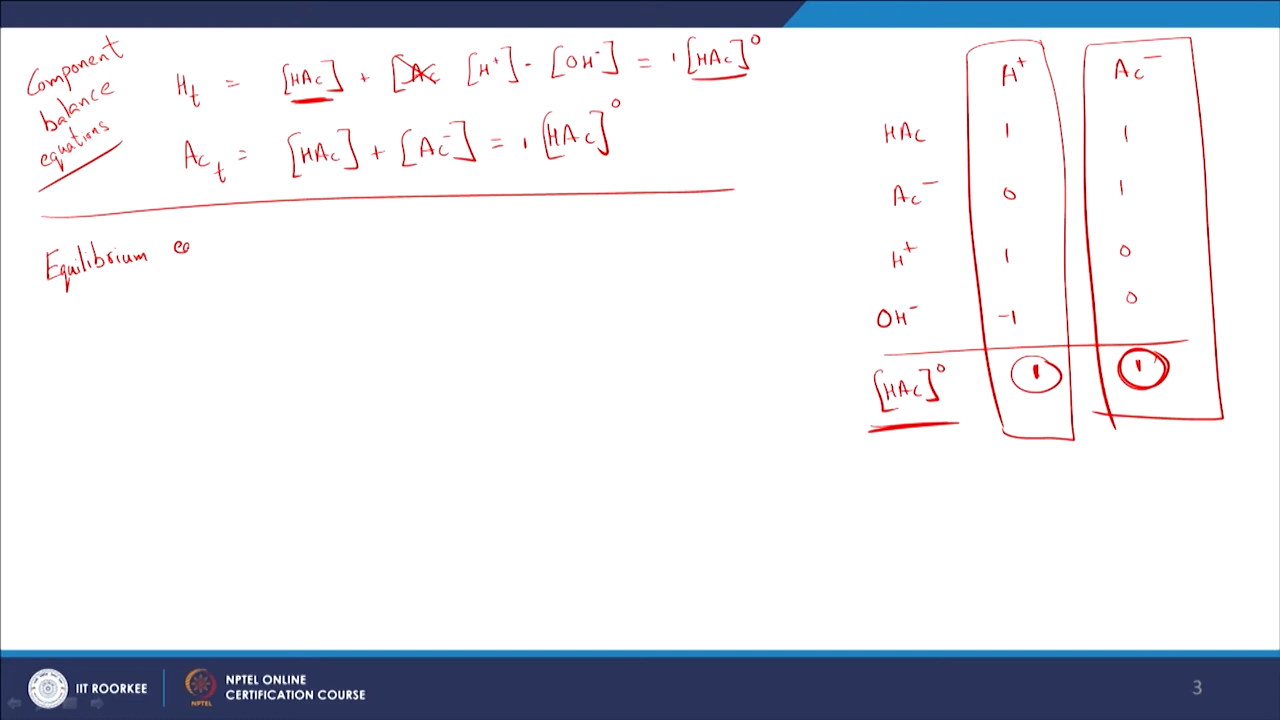 Component balance equations
H_t = [HAc] + [H⁺] - [OH⁻] = 1 [HAc]⁰
Ac_t = [HAc] + [Ac⁻] = 1 [HAc]⁰
Equilibrium eq
H⁺ Ac⁻
HAc 1 1
Ac⁻ 0 1
H⁺ 1 0
OH⁻ -1 0
[HAc]⁰ 1 1
IIT ROORKEE
NPTEL ONLINE
CERTIFICATION COURSE
NPTEL
3